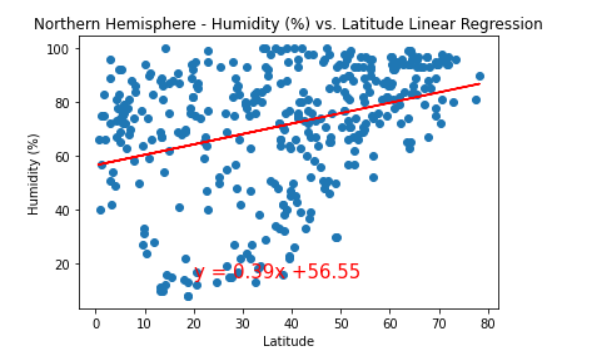 Northern Hemisphere - Humidity (%) vs. Latitude Linear Regression
Humidity (%)
100
80
60
40
20
y = 0.39x +56.55
0 10 20 30 40 50 60 70 80
Latitude